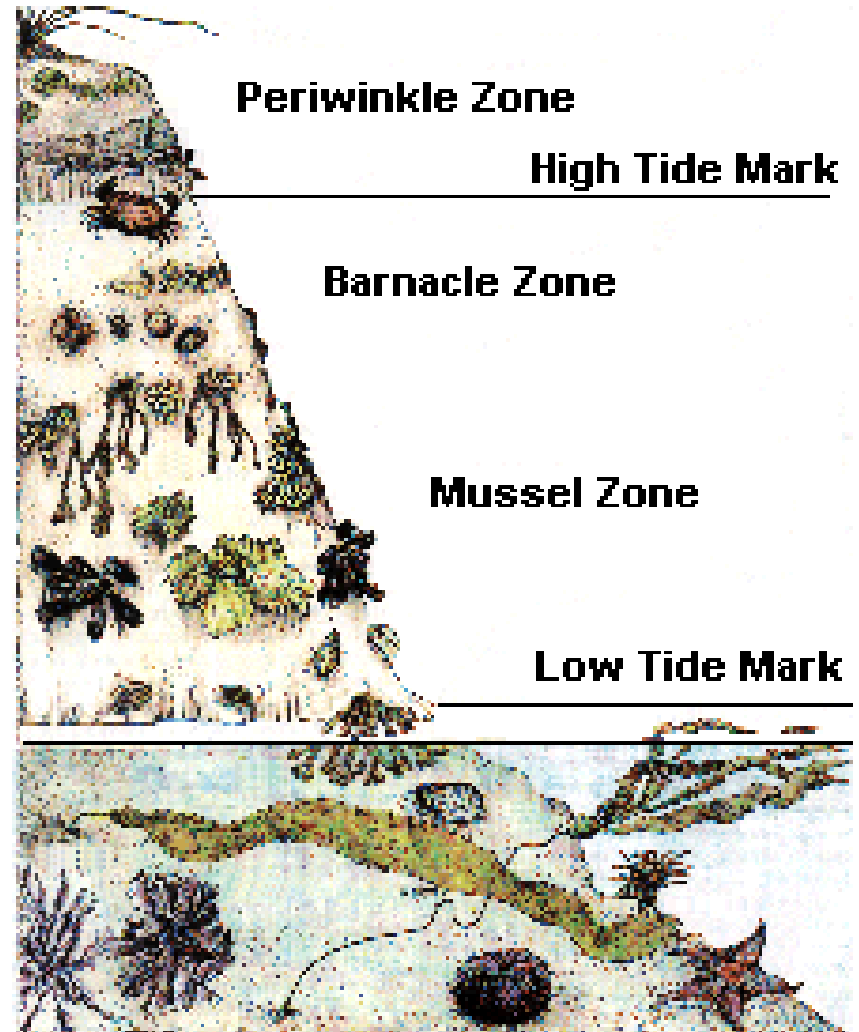 Periwinkle Zone
High Tide Mark
Barnacle Zone
Mussel Zone
Low Tide Mark